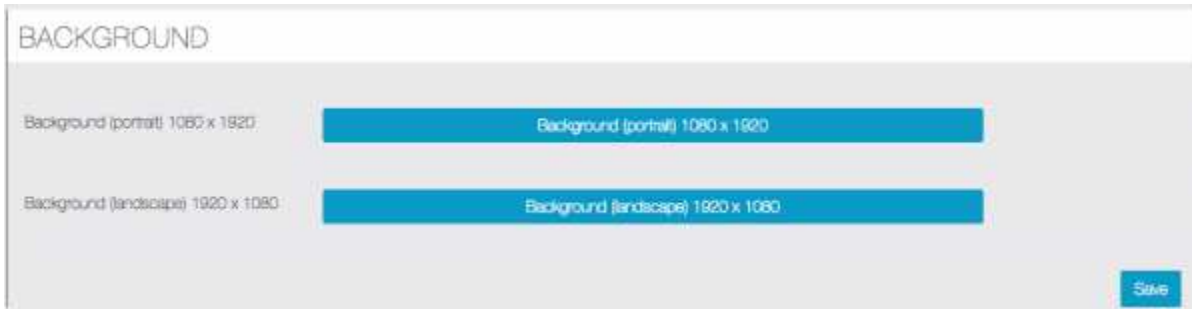 BACKGROUND
Background (portrait) 1080 x 1920
Background (portrait) 1080 x 1920
Background (landscape) 1920 x 1080
Background (landscape) 1920 x 1080
Save